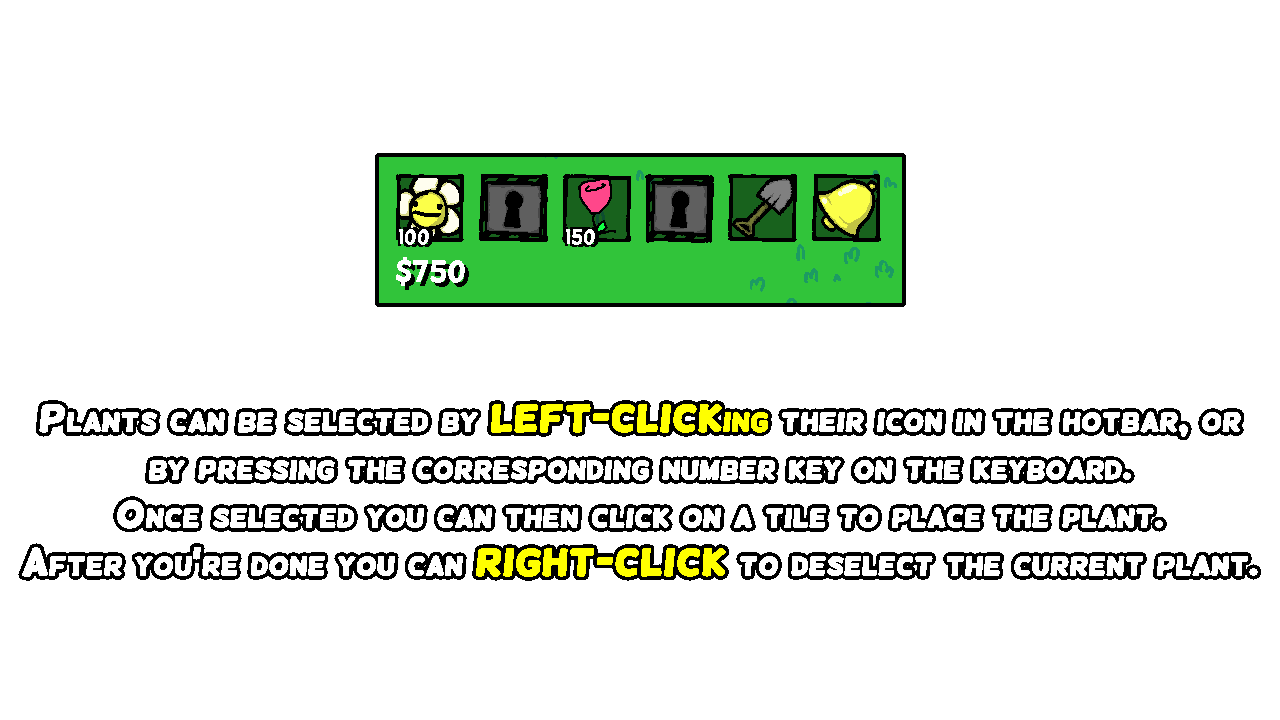 100 150
$750
Plants can be selected by LEFT-CLICKing their icon in the hotbar, or
by pressing the corresponding number key on the keyboard.
Once selected you can then click on a tile to place the plant.
After you're done you can RIGHT-CLICK to deselect the current plant.